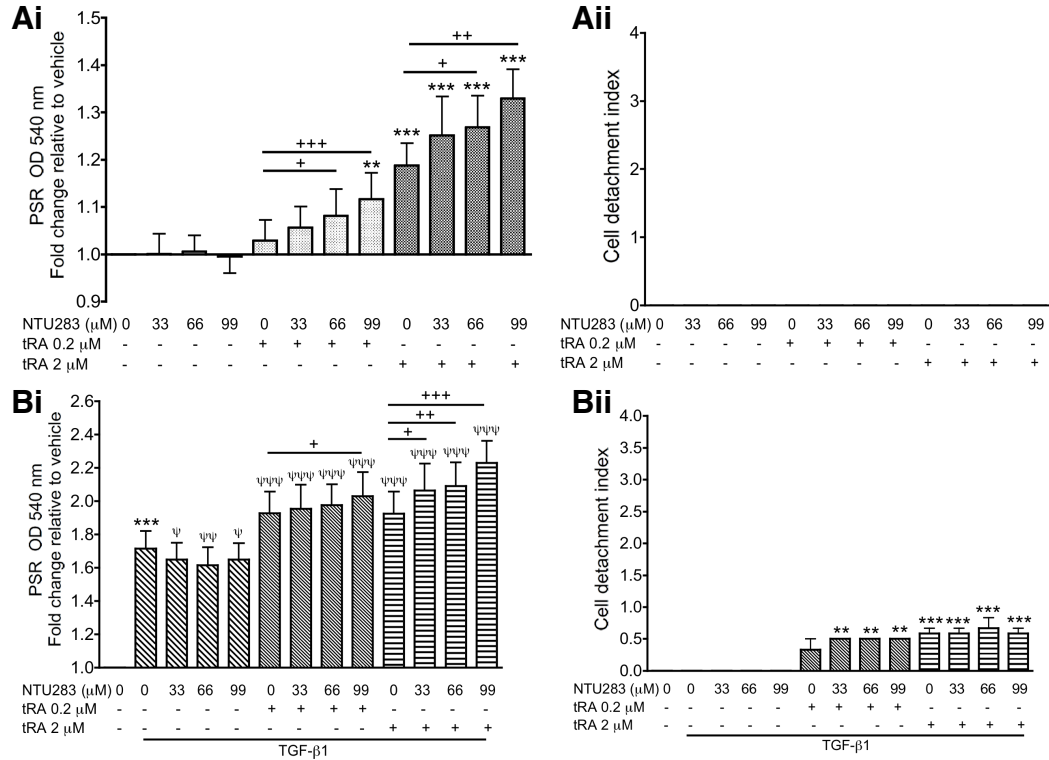 Ai
PSR OD 540 nm
Fold change relative to vehicle
1.5
1.4
1.3
1.2
1.1
1.0
0.9
++
+
***
***
***
***
+++
+
**
NTU283 (μM) 0 33 66 99 0 33 66 99 0 33 66 99
tRA 0.2 μM - - - - + + + + - - - -
tRA 2 μM - - - - - - - - + + + +
Aii
Cell detachment index
4
3
2
1
0
NTU283 (μM) 0 33 66 99 0 33 66 99 0 33 66 99
tRA 0.2 μM - - - - + + + + - - - -
tRA 2 μM - - - - - - - - + + + +
Bi
PSR OD 540 nm
Fold change relative to vehicle
2.6
2.4
2.2
2.0
1.8
1.6
1.4
1.2
1.0
+++
++
+
+
*** ψ ψψ ψ ψψψ ψψψ ψψψ ψψψ ψψψ ψψψ ψψψ ψψψ
NTU283 (μM) 0 0 33 66 99 0 33 66 99 0 33 66 99
tRA 0.2 μM - - - - - + + + + - - - -
tRA 2 μM - - - - - - - - - + + + +
TGF-β1
Bii
Cell detachment index
4.0
3.5
3.0
2.5
2.0
1.5
1.0
0.5
0.0
** ** ** *** *** *** ***
NTU283 (μM) 0 0 33 66 99 0 33 66 99 0 33 66 99
tRA 0.2 μM - - - - - + + + + - - - -
tRA 2 μM - - - - - - - - - + + + +
TGF-β1